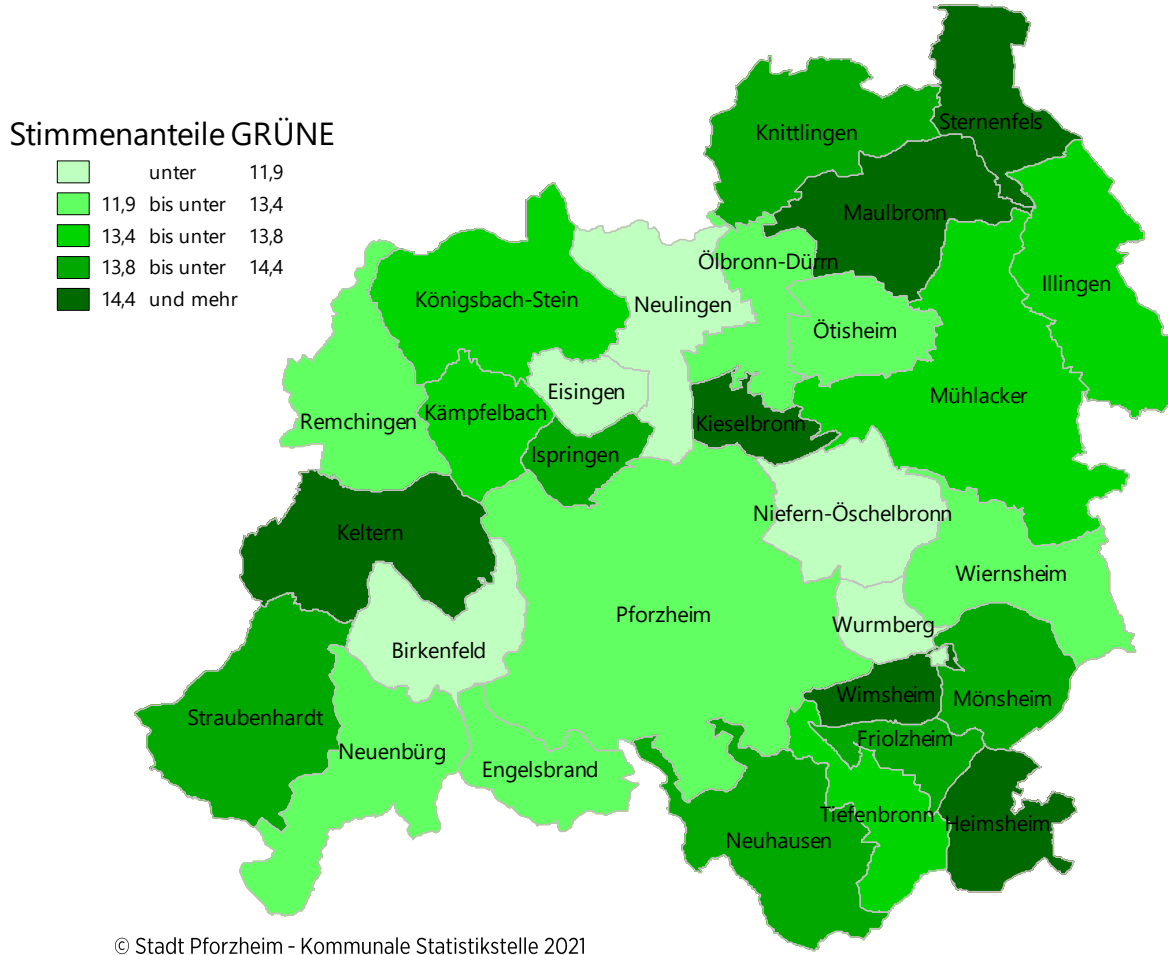 Stimmenanteile GRÜNE
unter 11,9
11,9 bis unter 13,4
13,4 bis unter 13,8
13,8 bis unter 14,4
14,4 und mehr
Sternenfels
Knittlingen
Maulbronn
Ölbronn-Dürrn
Illingen
Königsbach-Stein
Neulingen
Ötisheim
Eisingen
Mühlacker
Kämpfelbach
Remchingen
Kieselbronn
Ispringen
Niefern-Öschelbronn
Keltern
Wiernsheim
Pforzheim
Wurmberg
Birkenfeld
Wimsheim
Mönsheim
Straubenhardt
Friolzheim
Neuenbürg
Engelsbrand
Tiefenbronn
Heimsheim
Neuhausen
© Stadt Pforzheim - Kommunale Statistikstelle 2021